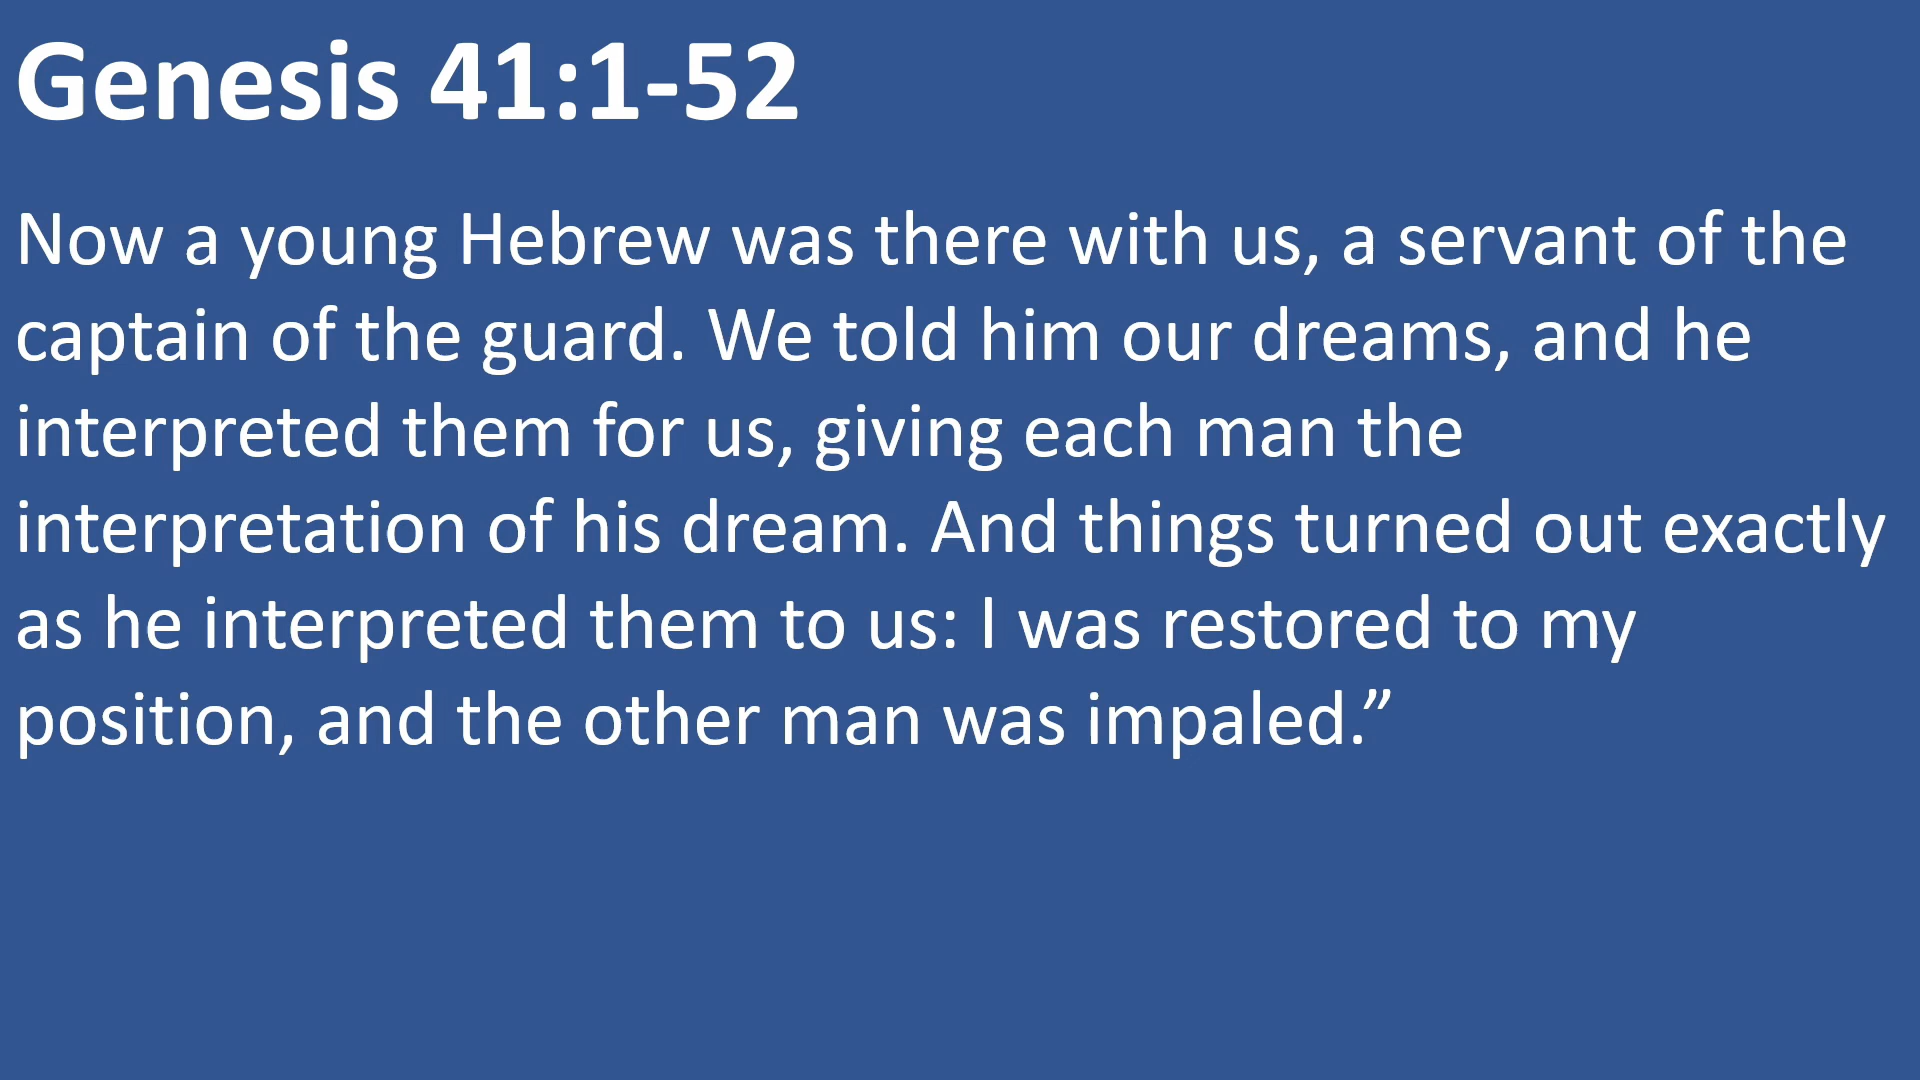 Genesis 41:1-52
Now a young Hebrew was there with us, a servant of the
captain of the guard. We told him our dreams, and he
interpreted them for us, giving each man the
interpretation of his dream. And things turned out exactly
as he interpreted them to us: I was restored to my
position, and the other man was impaled.”